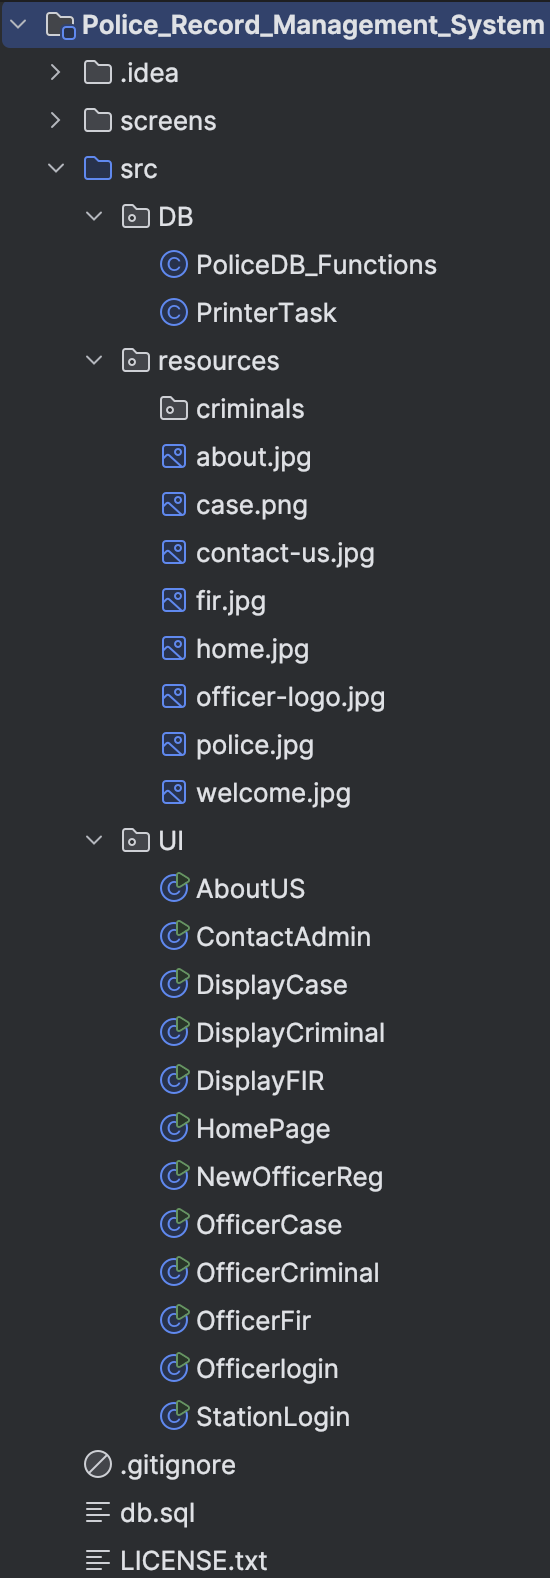 Police_Record_Management_System
.idea
screens
src
DB
PoliceDB_Functions
PrinterTask
resources
criminals
about.jpg
case.png
contact-us.jpg
fir.jpg
home.jpg
officer-logo.jpg
police.jpg
welcome.jpg
UI
AboutUS
ContactAdmin
DisplayCase
DisplayCriminal
DisplayFIR
HomePage
NewOfficerReg
OfficerCase
OfficerCriminal
OfficerFir
Officerlogin
StationLogin
.gitignore
db.sql
LICENSE.txt